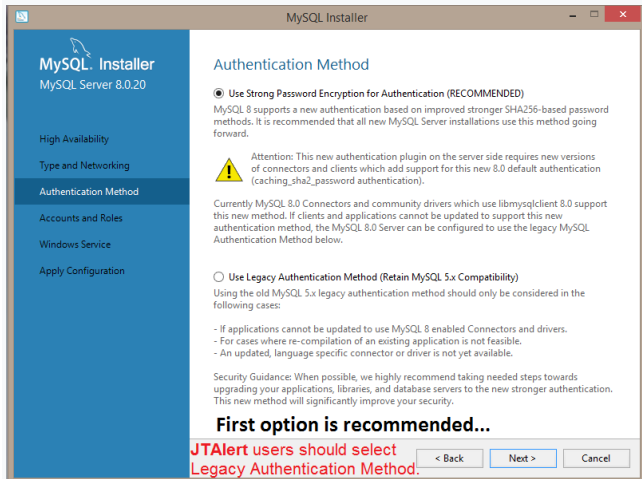 MySQL Installer
MySQL. Installer
MySQL Server 8.0.20
High Availability
Type and Networking
Authentication Method
Accounts and Roles
Windows Service
Apply Configuration
Authentication Method
Use Strong Password Encryption for Authentication (RECOMMENDED)
MySQL 8 supports a new authentication based on improved stronger SHA256-based password
methods. It is recommended that all new MySQL Server installations use this method going
forward.
Attention: This new authentication plugin on the server side requires new versions
of connectors and clients which add support for this new 8.0 default authentication
(caching_sha2_password authentication).
Currently MySQL 8.0 Connectors and community drivers which use libmysqlclient 8.0 support
this new method. If clients and applications cannot be updated to support this new
authentication method, the MySQL 8.0 Server can be configured to use the legacy MySQL
Authentication Method below.
Use Legacy Authentication Method (Retain MySQL 5.x Compatibility)
Using the old MySQL 5.x legacy authentication method should only be considered in the
following cases:
- If applications cannot be updated to use MySQL 8 enabled Connectors and drivers.
- For cases where re-compilation of an existing application is not feasible.
- An updated, language specific connector or driver is not yet available.
Security Guidance: When possible, we highly recommend taking needed steps towards
upgrading your applications, libraries, and database servers to the new stronger authentication.
This new method will significantly improve your security.
First option is recommended...
JTAlert users should select
Legacy Authentication Method.
< Back
Next >
Cancel